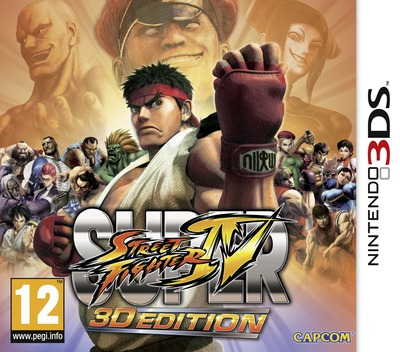 SUPER
STREET
FIGHTER IV
3D EDITION
NINTENDO 3DS
12
www.pegi.info
CAPCOM